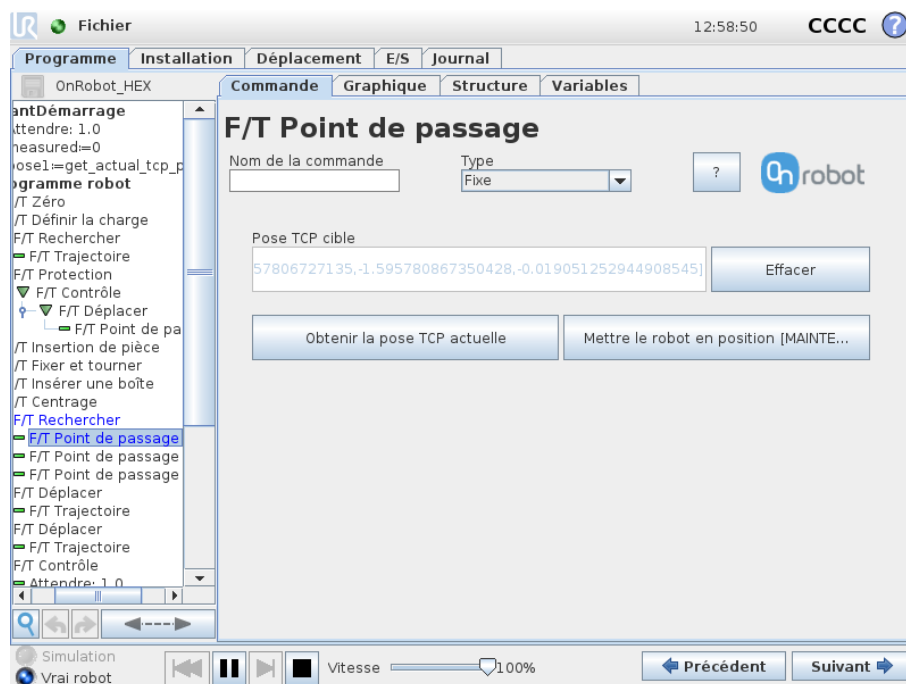 UR Fichier 12:58:50 CCCC ?
Programme Installation Déplacement E/S Journal
OnRobot_HEX Commande Graphique Structure Variables
antDémarrage
Attendre: 1.0
measured:=0
pose1:=get_actual_tcp_p
ogramme robot
/T Zéro
/T Définir la charge
F/T Rechercher
F/T Trajectoire
F/T Protection
F/T Contrôle
F/T Déplacer
F/T Point de pa
/T Insertion de pièce
/T Fixer et tourner
/T Insérer une boîte
/T Centrage
F/T Rechercher
F/T Point de passage
F/T Point de passage
F/T Point de passage
F/T Déplacer
F/T Trajectoire
F/T Déplacer
F/T Trajectoire
F/T Contrôle
Attendre: 1.0
F/T Point de passage
Nom de la commande Type
Fixe
? On robot
Pose TCP cible
57806727135,-1.595780867350428,-0.019051252944908545]
Effacer
Obtenir la pose TCP actuelle Mettre le robot en position [MAINTE...
Simulation
Vrai robot
Vitesse 100%
Précédent Suivant